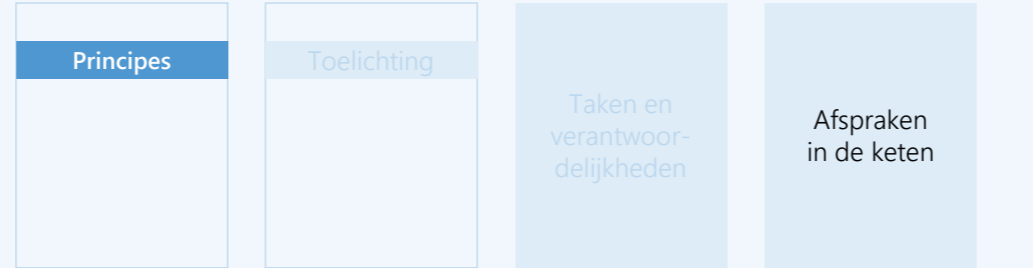 Principes
Toelichting
Taken en
verantwoor-
delijkheden
Afspraken
in de keten